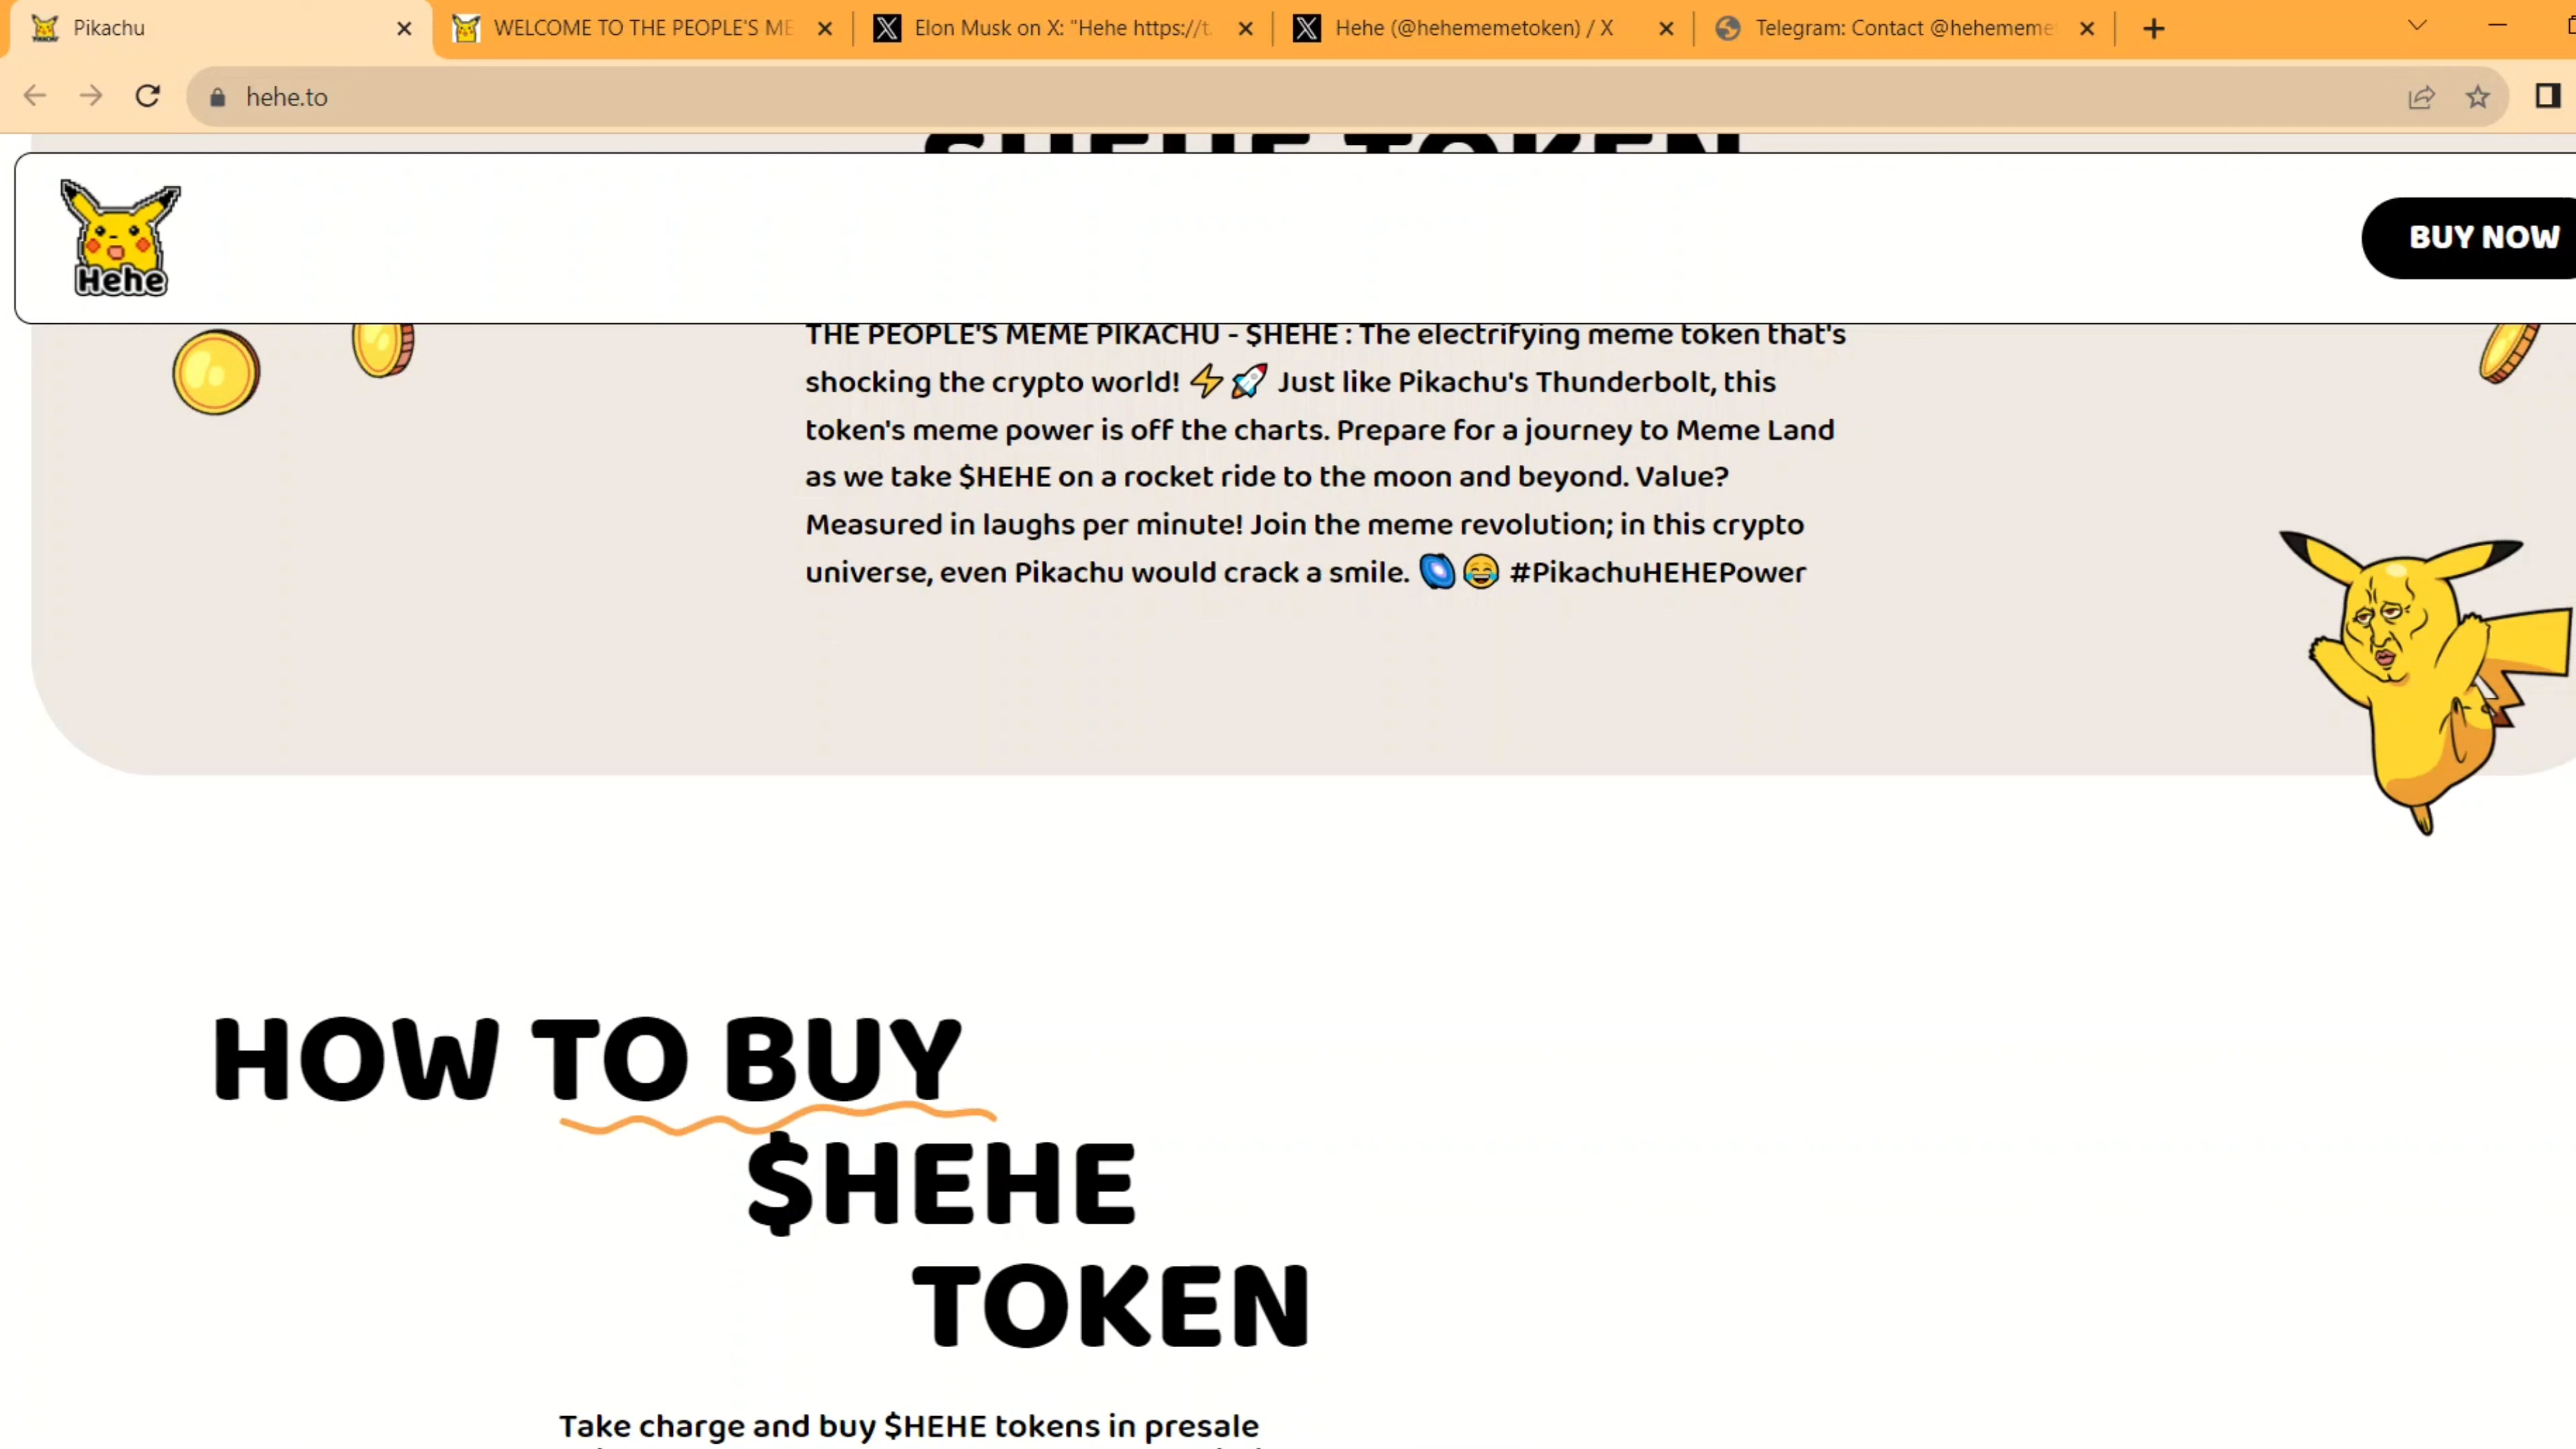 Pikachu
WELCOME TO THE PEOPLE'S ME
Elon Musk on X: "Hehe https://t.
Hehe (@hehememetoken) / X
Telegram: Contact @hehememe
hehe.to
$HEHE TOKEN
Hehe
BUY NOW
THE PEOPLE'S MEME PIKACHU - $HEHE : The electrifying meme token that's
shocking the crypto world! ⚡🚀 Just like Pikachu's Thunderbolt, this
token's meme power is off the charts. Prepare for a journey to Meme Land
as we take $HEHE on a rocket ride to the moon and beyond. Value?
Measured in laughs per minute! Join the meme revolution; in this crypto
universe, even Pikachu would crack a smile. 🌌😂 #PikachuHEHEPower
HOW TO BUY
$HEHE
TOKEN
Take charge and buy $HEHE tokens in presale